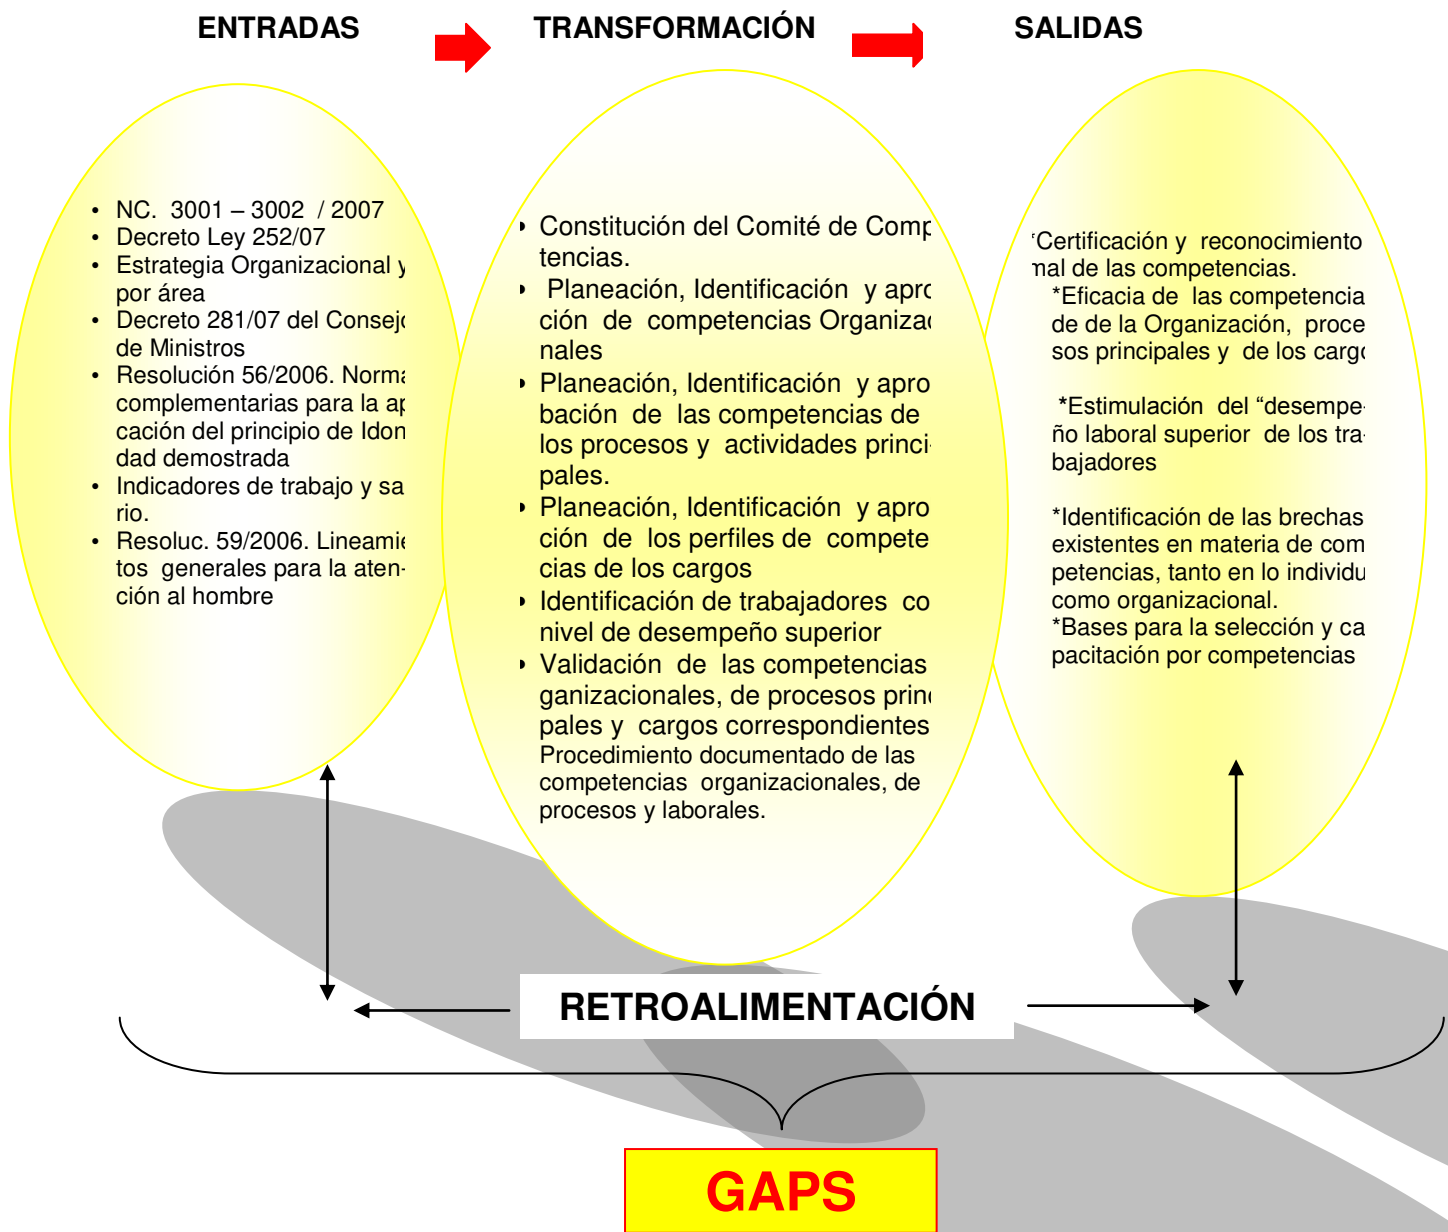 ENTRADAS
TRANSFORMACIÓN
SALIDAS
• NC. 3001 – 3002 / 2007
• Decreto Ley 252/07
• Estrategia Organizacional y
por área
• Decreto 281/07 del Consejo
de Ministros
• Resolución 56/2006. Norma
complementarias para la ap
cación del principio de Idon
dad demostrada
• Indicadores de trabajo y sa
rio.
• Resoluc. 59/2006. Lineamie
tos generales para la aten-
ción al hombre
• Constitución del Comité de Comp
tencias.
• Planeación, Identificación y apro
ción de competencias Organizac
nales
• Planeación, Identificación y apro
bación de las competencias de
los procesos y actividades princi-
pales.
• Planeación, Identificación y apro
ción de los perfiles de compete
cias de los cargos
• Identificación de trabajadores co
nivel de desempeño superior
• Validación de las competencias
ganizacionales, de procesos princ
pales y cargos correspondientes
Procedimiento documentado de las
competencias organizacionales, de
procesos y laborales.
*Certificación y reconocimiento
mal de las competencias.
*Eficacia de las competencia
de de la Organización, proce
sos principales y de los cargo
*Estimulación del “desempe-
ño laboral superior de los tra-
bajadores
*Identificación de las brechas
existentes en materia de com
petencias, tanto en lo individu
como organizacional.
*Bases para la selección y ca
pacitación por competencias
RETROALIMENTACIÓN
GAPS